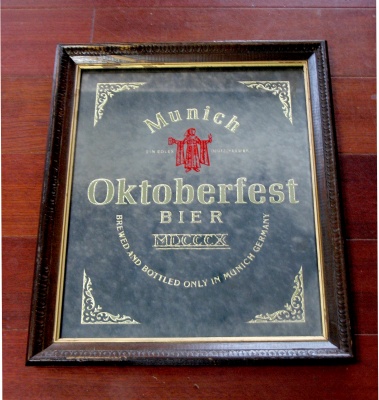 Munich
Oktoberfest
BIER
MDCCCX
BREWED AND BOTTLED ONLY IN MUNICH GERMANY